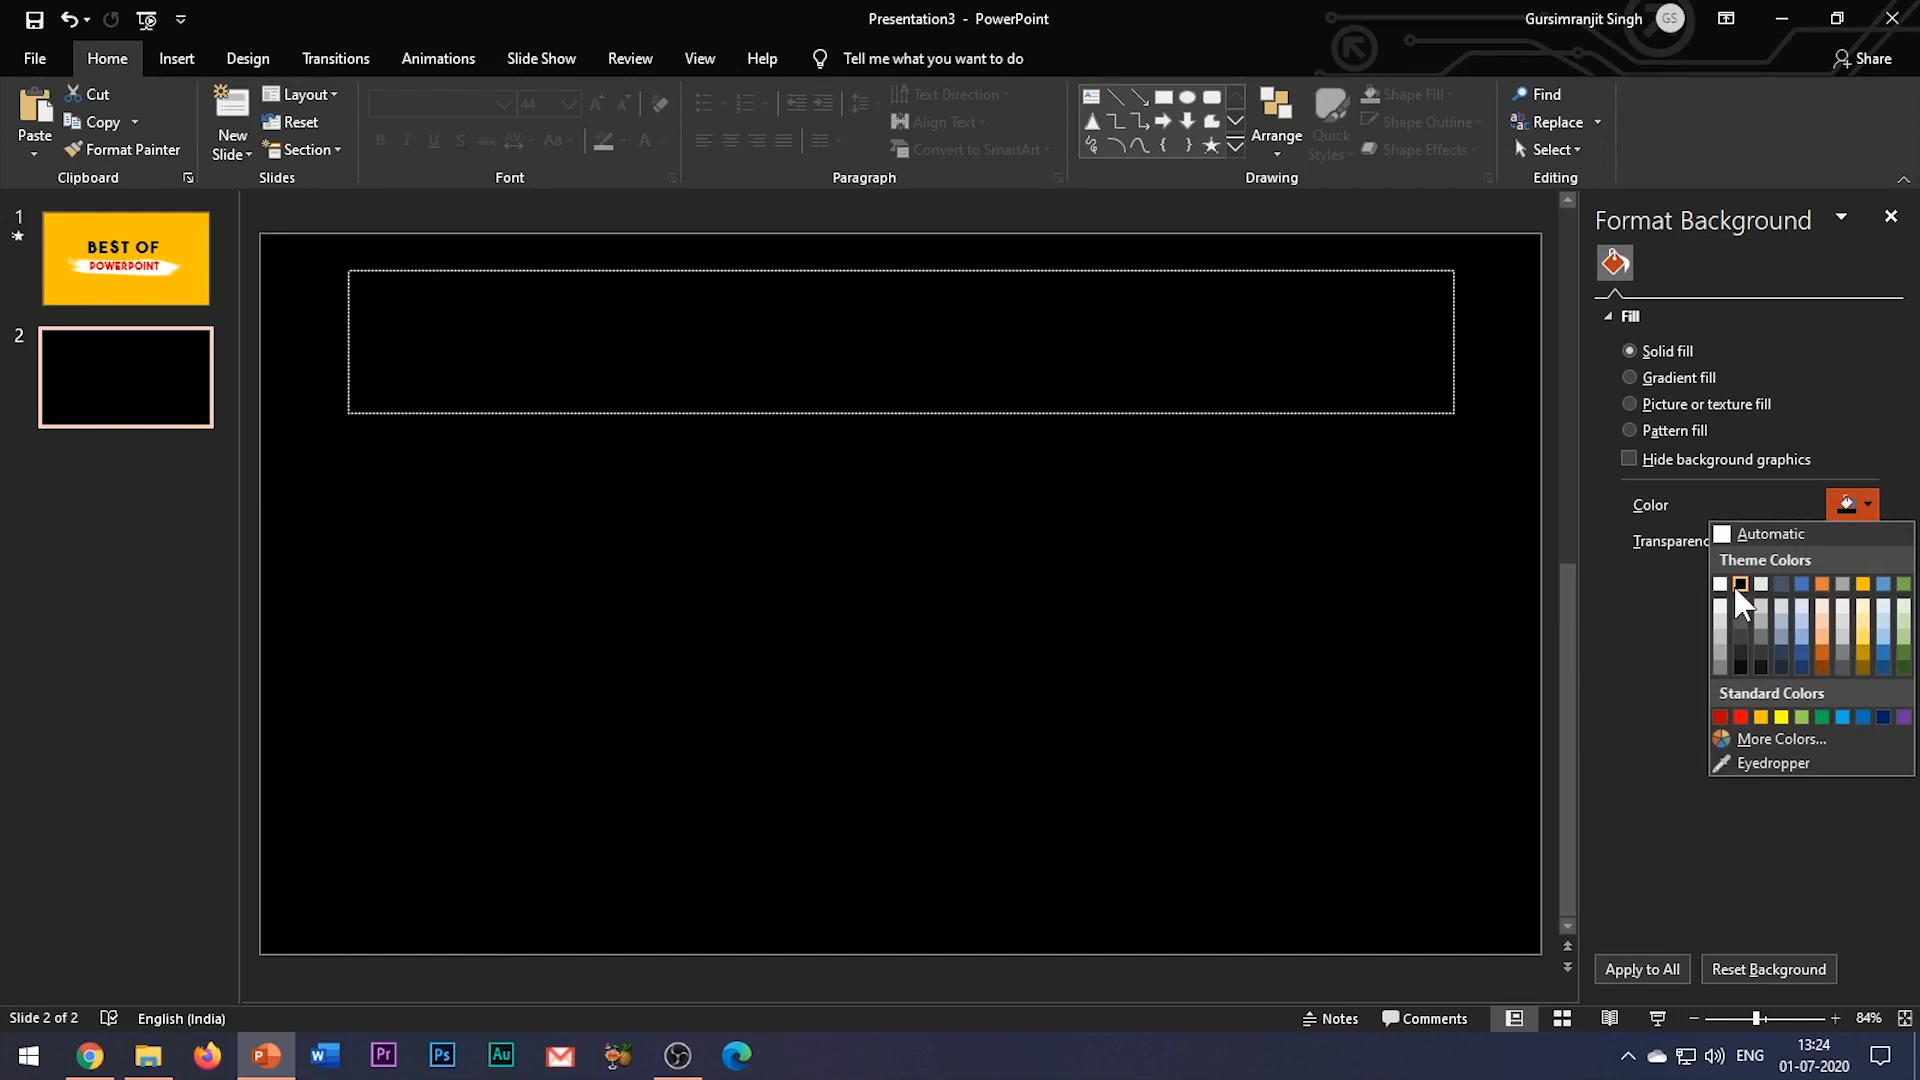 Presentation3 - PowerPoint
Gursimranjit Singh
GS
File
Home
Insert
Design
Transitions
Animations
Slide Show
Review
View
Help
Tell me what you want to do
Share
Paste
Cut
Copy
Format Painter
Clipboard
New
Slide
Layout
Reset
Section
Slides
44
Font
Text Direction
Align Text
Convert to SmartArt
Paragraph
Arrange
Quick
Styles
Shape Fill
Shape Outline
Shape Effects
Drawing
Find
Replace
Select
Editing
1
BEST OF
POWERPOINT
2
Format Background
Fill
Solid fill
Gradient fill
Picture or texture fill
Pattern fill
Hide background graphics
Color
Transparenc
Automatic
Theme Colors
Standard Colors
More Colors...
Eyedropper
Apply to All
Reset Background
Slide 2 of 2
English (India)
Notes
Comments
84%
Pr
Ps
Au
ENG
13:24
01-07-2020